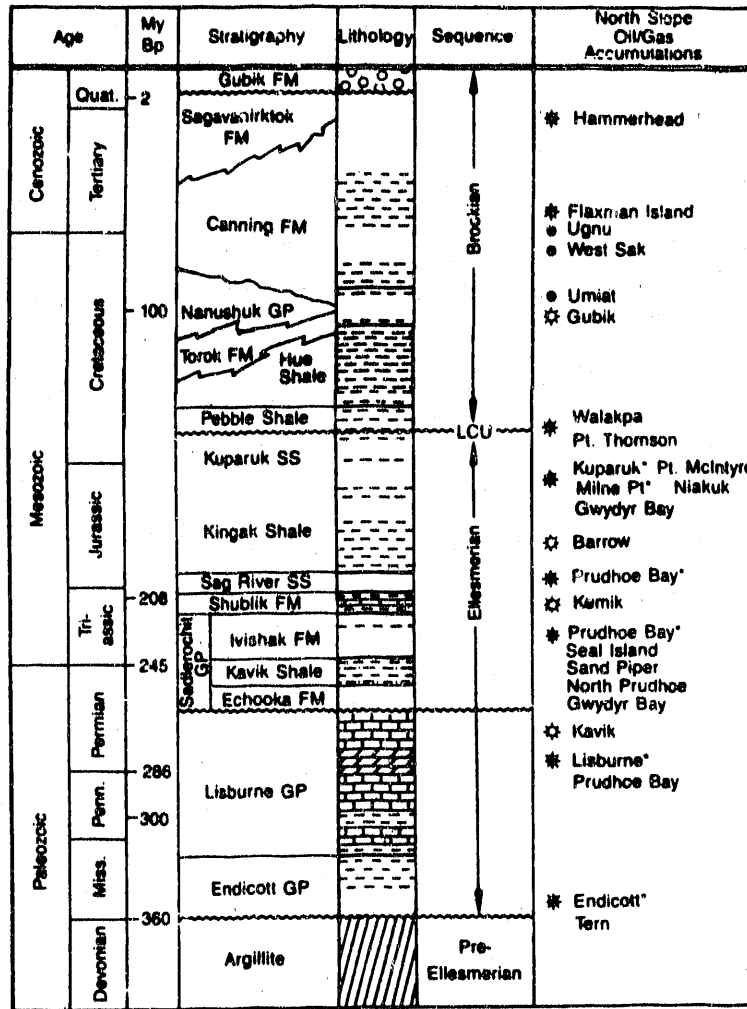 Age
My
Bp
Stratigraphy
Lithology
Sequence
North Slope
Oil/Gas
Accumulations
Cenozoic
Quat.
Tertiary
Mesozoic
Cretaceous
Jurassic
Tri-
assic
Paleozoic
Permian
Penn.
Miss.
Devonian
2
100
208
245
286
300
360
Gubik FM
Sagavanirktok
FM
Canning FM
Nanushuk GP
Torok FM
Hue
Shale
Pebble Shale
Kuparuk SS
Kingak Shale
Sag River SS
Shublik FM
Sadlerochit
GP
Ivishak FM
Kavik Shale
Echooka FM
Lisburne GP
Endicott GP
Argillite
Brockian
LCU
Ellesmerian
Pre-
Ellesmerian
Hammerhead
Flaxman Island
Ugnu
West Sak
Umiat
Gubik
Walakpa
Pt. Thomson
Kuparuk* Pt. McIntyre
Milne Pt* Niakuk
Gwydyr Bay
Barrow
Prudhoe Bay*
Kemik
Prudhoe Bay*
Seal Island
Sand Piper
North Prudhoe
Gwydyr Bay
Kavik
Lisburne*
Prudhoe Bay
Endicott*
Tern